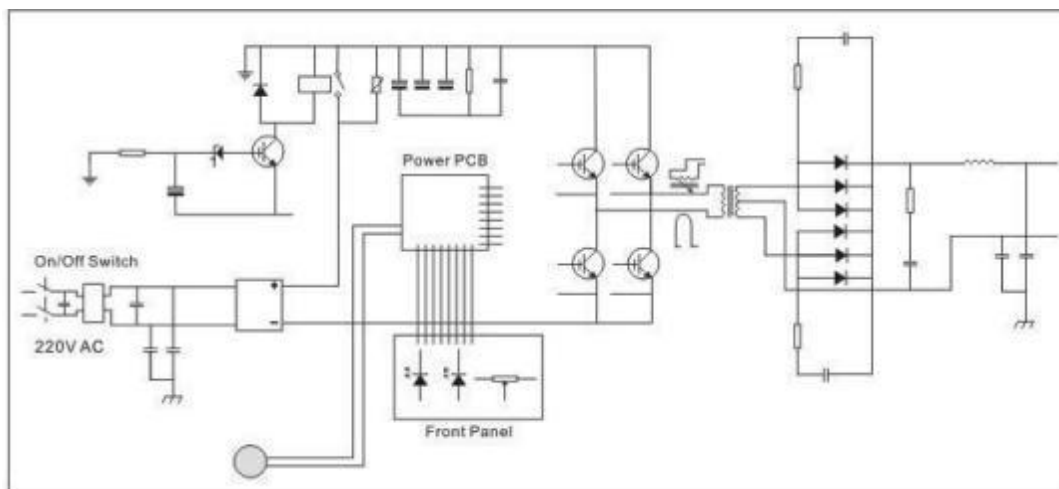 Power PCB
On/Off Switch
220V AC
Front Panel
+
-